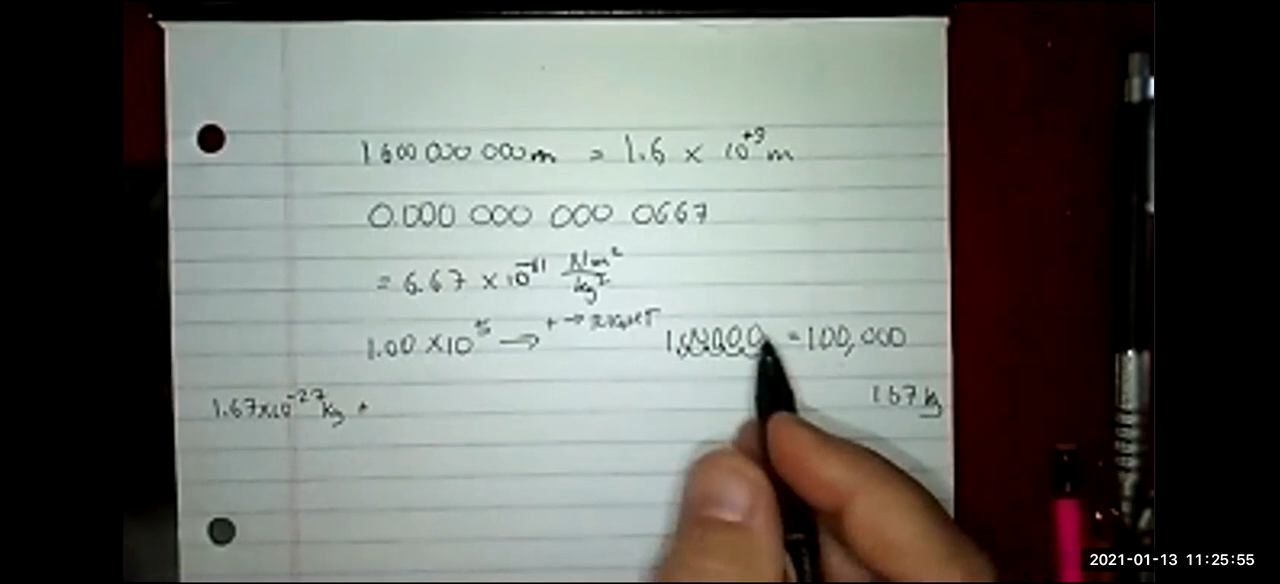 1 600 000 000 m = 1.6 × 10⁺⁹ m
0.000 000 000 0667
= 6.67 × 10⁻¹¹ Nm²/kg²
1.00 × 10⁺⁵ → + → RIGHT = 100,000
1.67×10⁻²⁷ kg 1.67 kg
2021-01-13 11:25:55